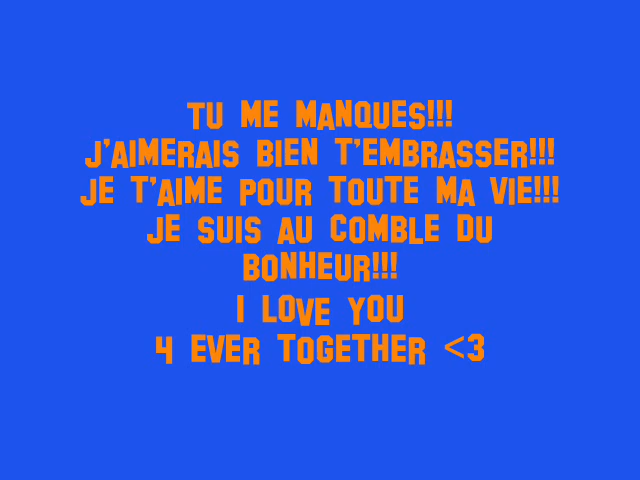 TU ME MANQUES!!!
J'AIMERAIS BIEN T'EMBRASSER!!!
JE T'AIME POUR TOUTE MA VIE!!!
JE SUIS AU COMBLE DU
BONHEUR!!!
I LOVE YOU
4 EVER TOGETHER <3